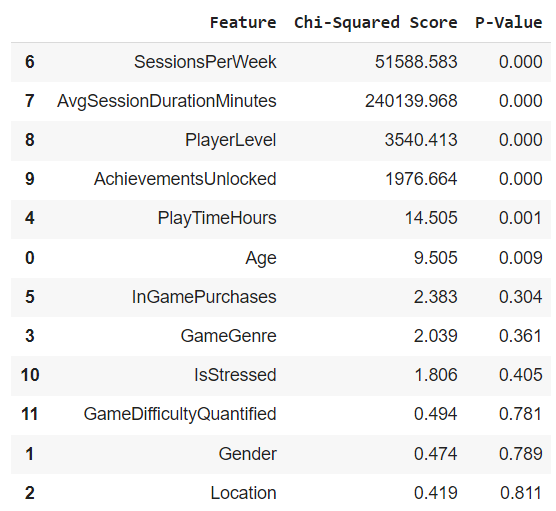 Feature Chi-Squared Score P-Value
6 SessionsPerWeek 51588.583 0.000
7 AvgSessionDurationMinutes 240139.968 0.000
8 PlayerLevel 3540.413 0.000
9 AchievementsUnlocked 1976.664 0.000
4 PlayTimeHours 14.505 0.001
0 Age 9.505 0.009
5 InGamePurchases 2.383 0.304
3 GameGenre 2.039 0.361
10 IsStressed 1.806 0.405
11 GameDifficultyQuantified 0.494 0.781
1 Gender 0.474 0.789
2 Location 0.419 0.811